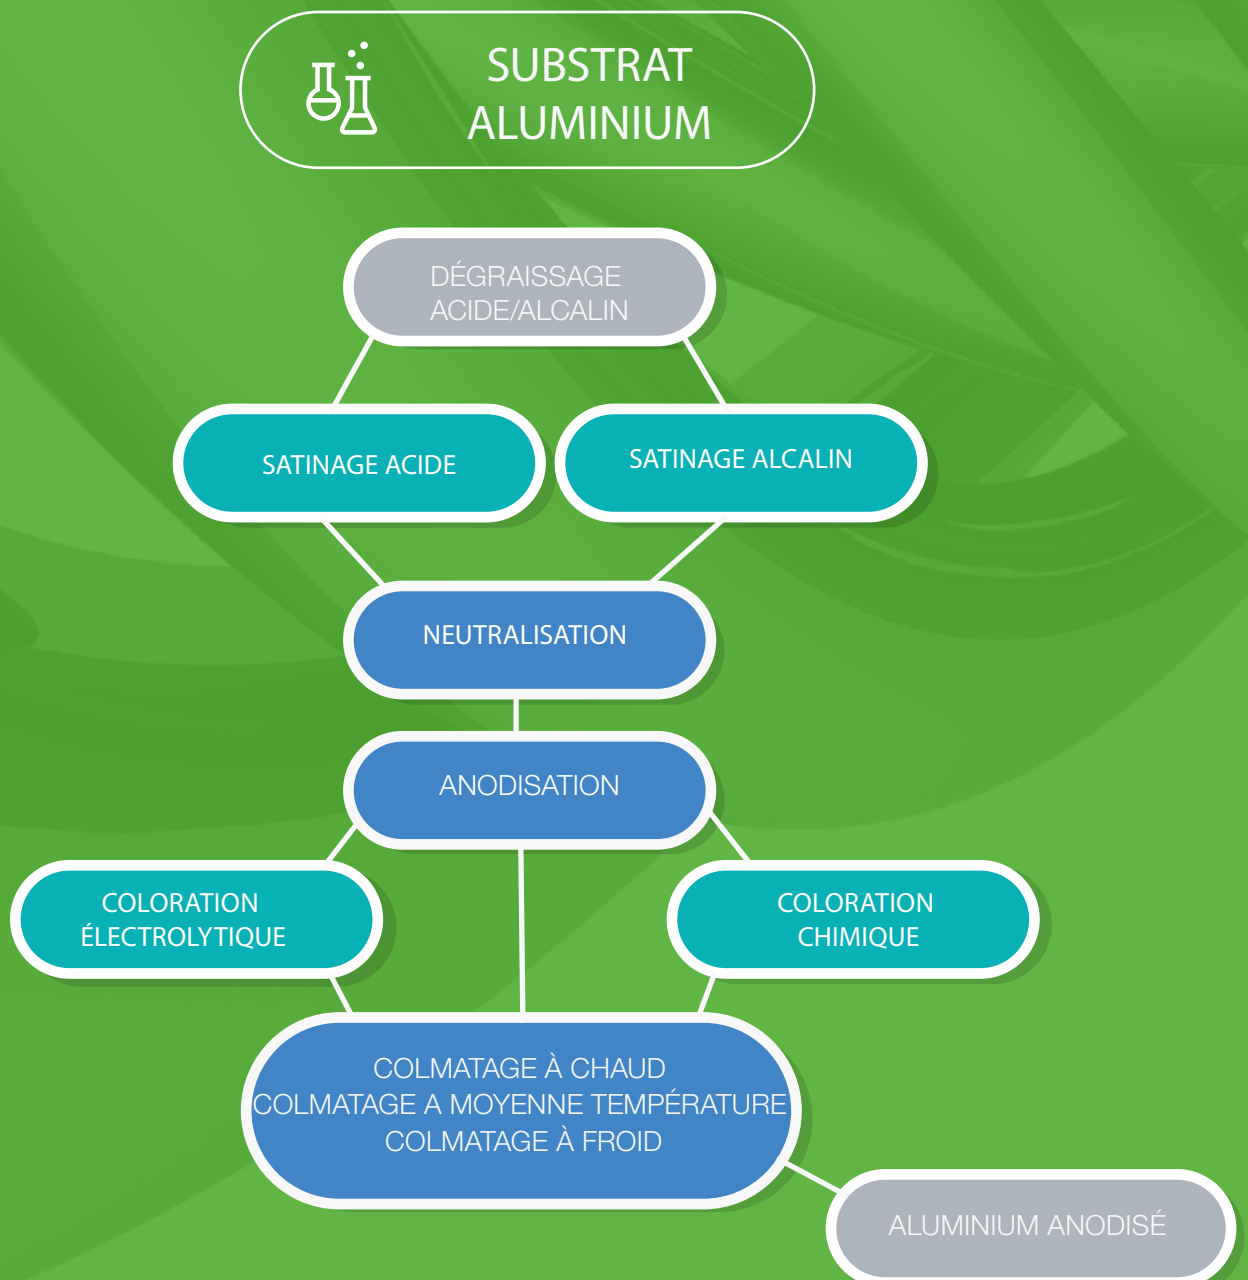 SUBSTRAT
ALUMINIUM
DÉGRAISSAGE
ACIDE/ALCALIN
SATINAGE ACIDE
SATINAGE ALCALIN
NEUTRALISATION
ANODISATION
COLORATION
ÉLECTROLYTIQUE
COLORATION
CHIMIQUE
COLMATAGE À CHAUD
COLMATAGE A MOYENNE TEMPÉRATURE
COLMATAGE À FROID
ALUMINIUM ANODISÉ